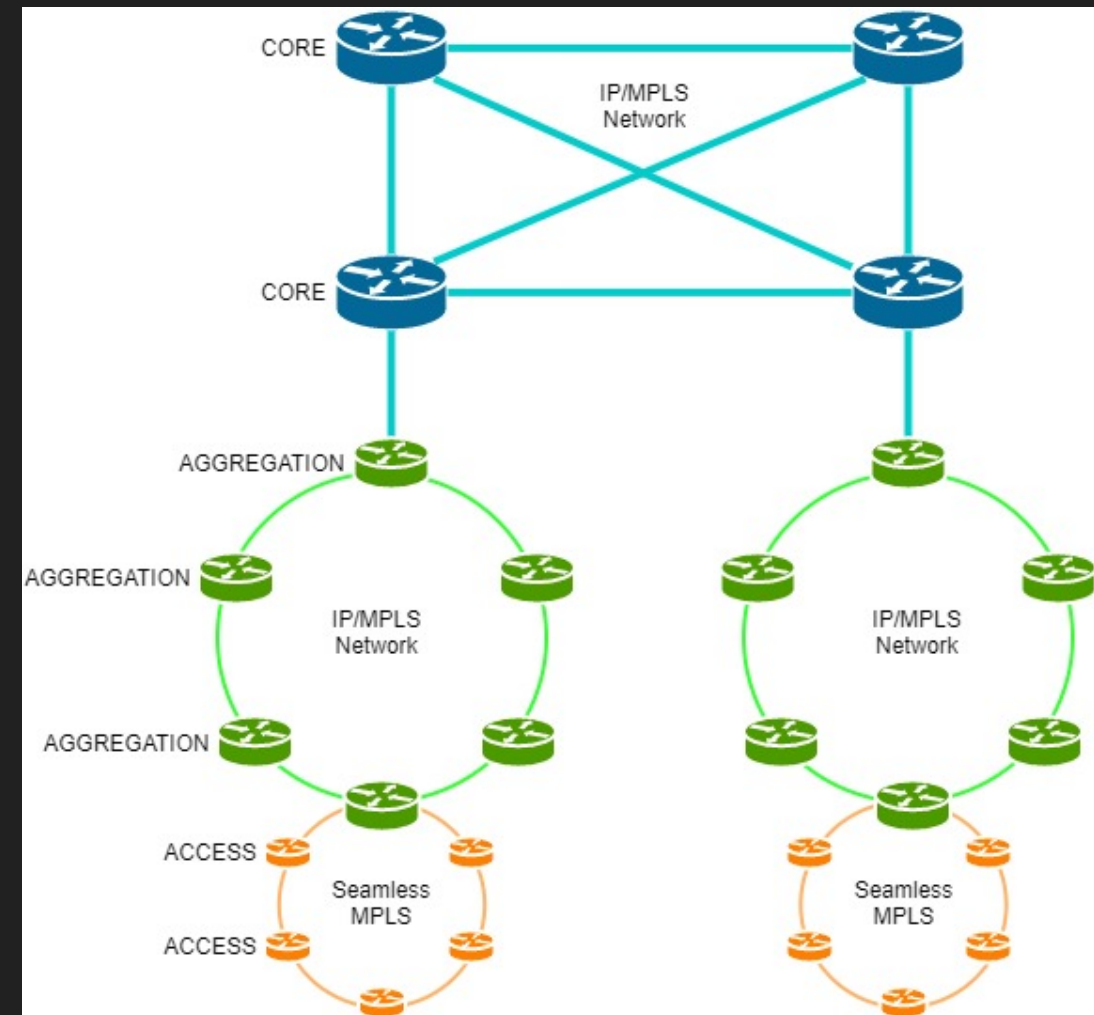 CORE
IP/MPLS
Network
CORE
AGGREGATION
AGGREGATION
IP/MPLS
Network
IP/MPLS
Network
AGGREGATION
ACCESS
Seamless
MPLS
Seamless
MPLS
ACCESS